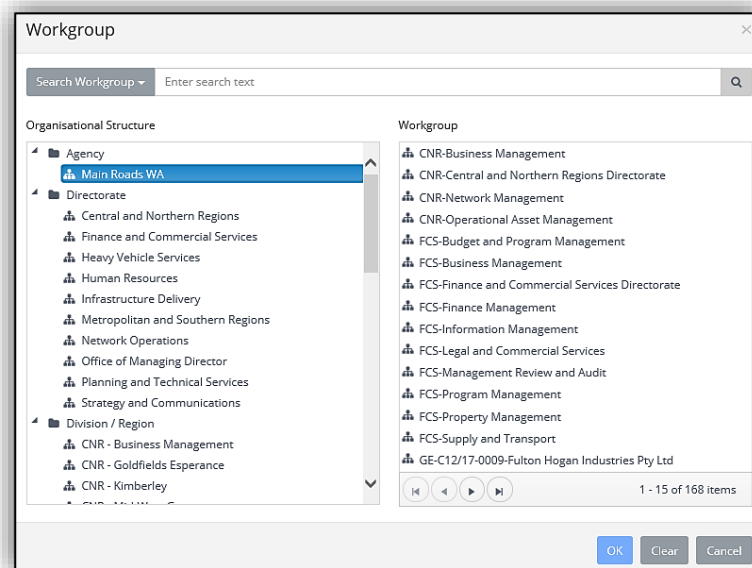 Workgroup
Search Workgroup
Enter search text
Organisational Structure
Agency
Main Roads WA
Directorate
Central and Northern Regions
Finance and Commercial Services
Heavy Vehicle Services
Human Resources
Infrastructure Delivery
Metropolitan and Southern Regions
Network Operations
Office of Managing Director
Planning and Technical Services
Strategy and Communications
Division / Region
CNR - Business Management
CNR - Goldfields Esperance
CNR - Kimberley
Workgroup
CNR-Business Management
CNR-Central and Northern Regions Directorate
CNR-Network Management
CNR-Operational Asset Management
FCS-Budget and Program Management
FCS-Business Management
FCS-Finance and Commercial Services Directorate
FCS-Finance Management
FCS-Information Management
FCS-Legal and Commercial Services
FCS-Management Review and Audit
FCS-Program Management
FCS-Property Management
FCS-Supply and Transport
GE-C12/17-0009-Fulton Hogan Industries Pty Ltd
1 - 15 of 168 items
OK
Clear
Cancel